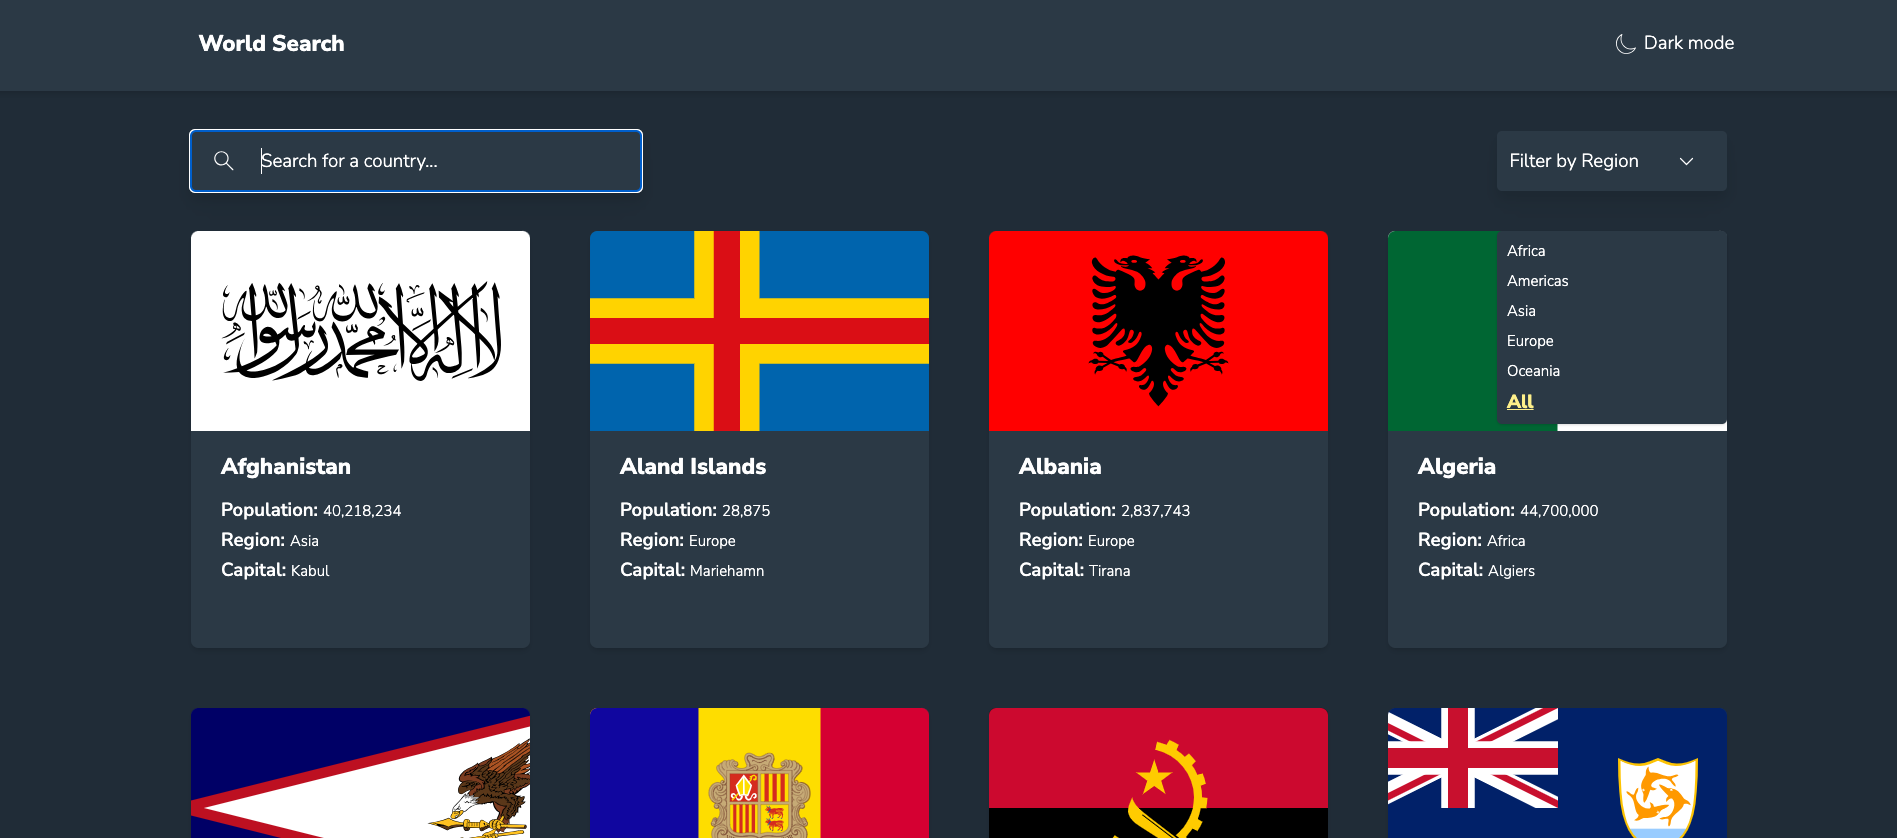 World Search
Dark mode
Search for a country...
Filter by Region
Africa
Americas
Asia
Europe
Oceania
All
لا إله إلا الله محمد رسول الله
Afghanistan
Population: 40,218,234
Region: Asia
Capital: Kabul
Aland Islands
Population: 28,875
Region: Europe
Capital: Mariehamn
Albania
Population: 2,837,743
Region: Europe
Capital: Tirana
Algeria
Population: 44,700,000
Region: Africa
Capital: Algiers